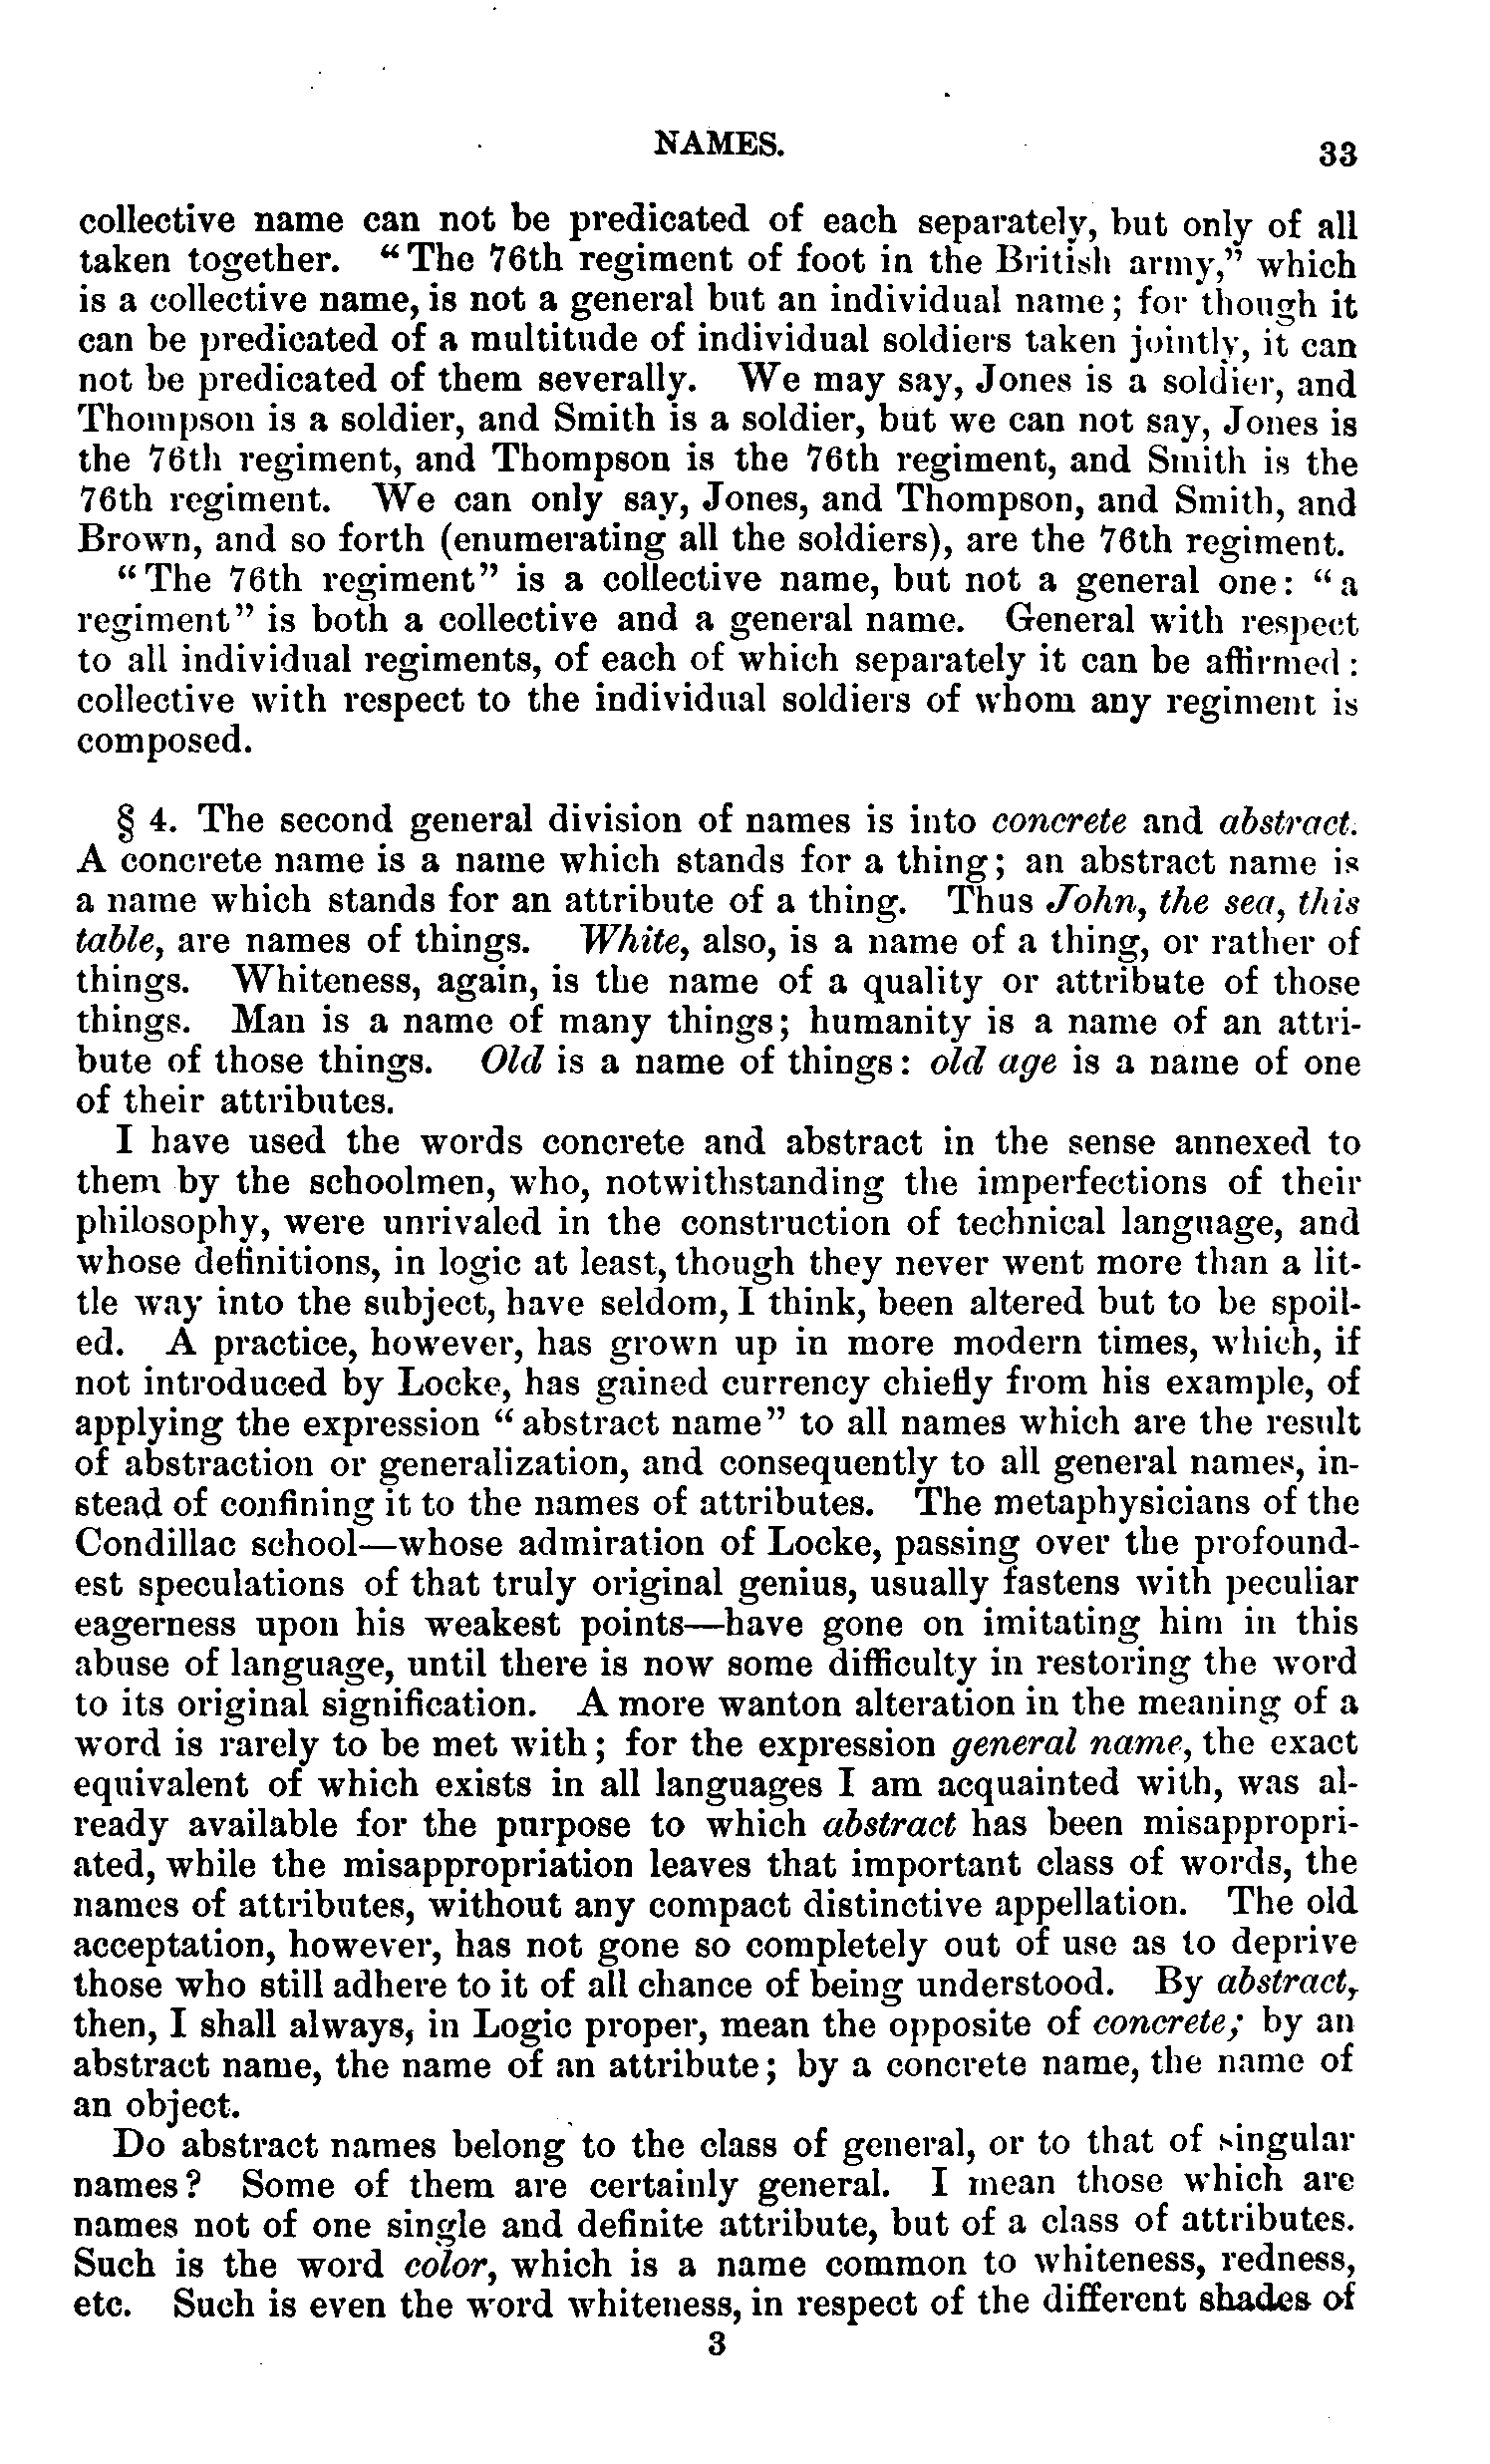 NAMES. 33
collective name can not be predicated of each separately, but only of all
taken together. "The 76th regiment of foot in the British army," which
is a collective name, is not a general but an individual name; for though it
can be predicated of a multitude of individual soldiers taken jointly, it can
not be predicated of them severally. We may say, Jones is a soldier, and
Thompson is a soldier, and Smith is a soldier, but we can not say, Jones is
the 76th regiment, and Thompson is the 76th regiment, and Smith is the
76th regiment. We can only say, Jones, and Thompson, and Smith, and
Brown, and so forth (enumerating all the soldiers), are the 76th regiment.
"The 76th regiment" is a collective name, but not a general one: "a
regiment" is both a collective and a general name. General with respect
to all individual regiments, of each of which separately it can be affirmed:
collective with respect to the individual soldiers of whom any regiment is
composed.
§ 4. The second general division of names is into concrete and abstract.
A concrete name is a name which stands for a thing; an abstract name is
a name which stands for an attribute of a thing. Thus John, the sea, this
table, are names of things. White, also, is a name of a thing, or rather of
things. Whiteness, again, is the name of a quality or attribute of those
things. Man is a name of many things; humanity is a name of an attri-
bute of those things. Old is a name of things: old age is a name of one
of their attributes.
I have used the words concrete and abstract in the sense annexed to
them by the schoolmen, who, notwithstanding the imperfections of their
philosophy, were unrivaled in the construction of technical language, and
whose definitions, in logic at least, though they never went more than a lit-
tle way into the subject, have seldom, I think, been altered but to be spoil-
ed. A practice, however, has grown up in more modern times, which, if
not introduced by Locke, has gained currency chiefly from his example, of
applying the expression "abstract name" to all names which are the result
of abstraction or generalization, and consequently to all general names, in-
stead of confining it to the names of attributes. The metaphysicians of the
Condillac school—whose admiration of Locke, passing over the profound-
est speculations of that truly original genius, usually fastens with peculiar
eagerness upon his weakest points—have gone on imitating him in this
abuse of language, until there is now some difficulty in restoring the word
to its original signification. A more wanton alteration in the meaning of a
word is rarely to be met with; for the expression general name, the exact
equivalent of which exists in all languages I am acquainted with, was al-
ready available for the purpose to which abstract has been misappropri-
ated, while the misappropriation leaves that important class of words, the
names of attributes, without any compact distinctive appellation. The old
acceptation, however, has not gone so completely out of use as to deprive
those who still adhere to it of all chance of being understood. By abstract,
then, I shall always, in Logic proper, mean the opposite of concrete; by an
abstract name, the name of an attribute; by a concrete name, the name of
an object.
Do abstract names belong to the class of general, or to that of singular
names? Some of them are certainly general. I mean those which are
names not of one single and definite attribute, but of a class of attributes.
Such is the word color, which is a name common to whiteness, redness,
etc. Such is even the word whiteness, in respect of the different shades of
3